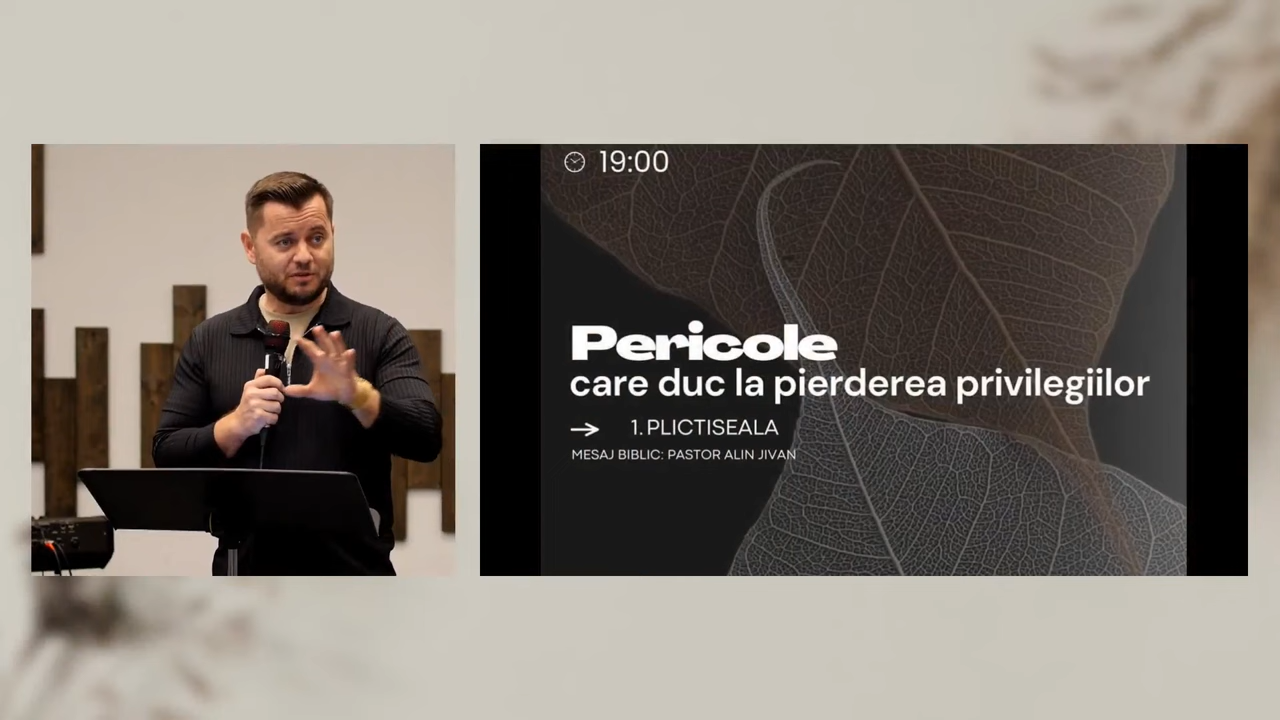 19:00
Pericole
care duc la pierderea privilegiilor
1. PLICTISEALA
MESAJ BIBLIC: PASTOR ALIN JIVAN